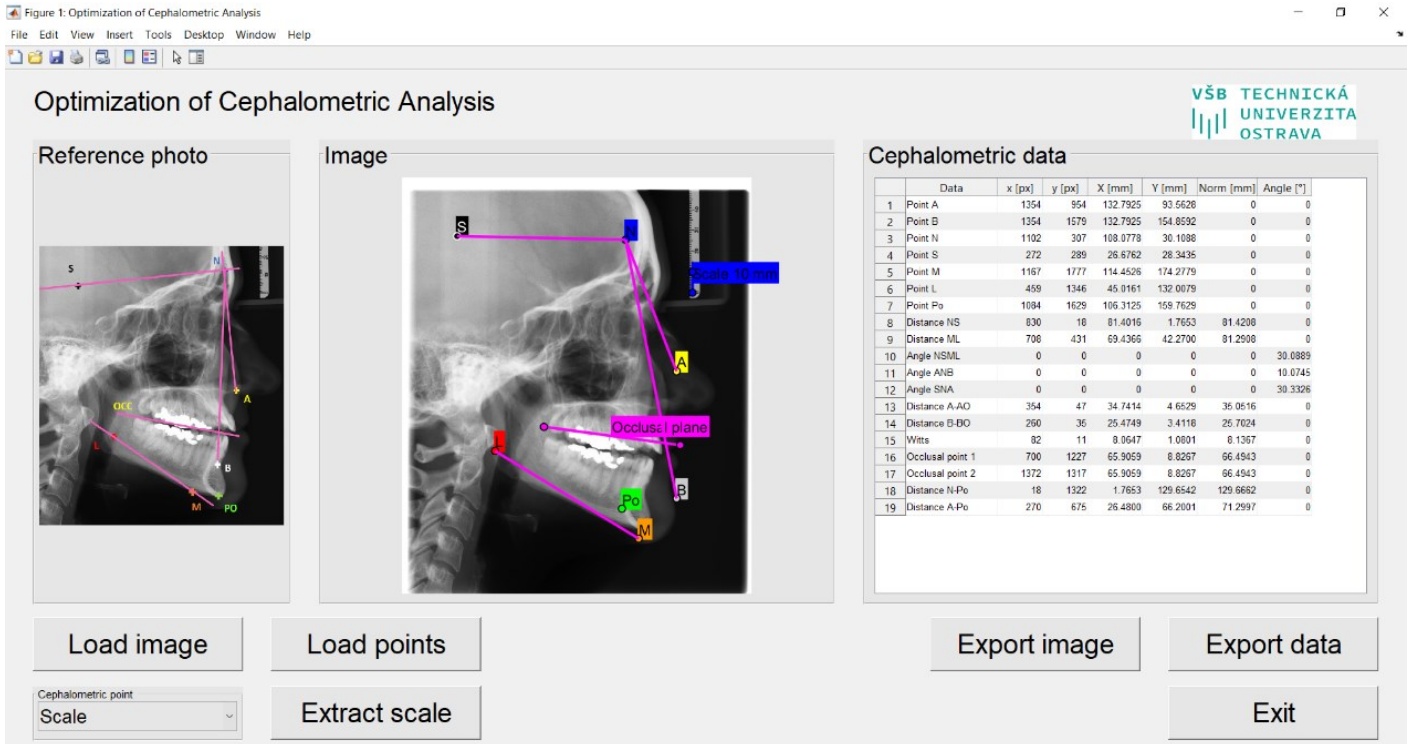 Figure 1: Optimization of Cephalometric Analysis
File Edit View Insert Tools Desktop Window Help
Optimization of Cephalometric Analysis
VŠB TECHNICKÁ
UNIVERZITA
OSTRAVA
Reference photo
S
N
A
OCC
L
B
M
PO
Image
S
N
Scale 10 mm
A
Occlusal plane
L
B
Po
M
Cephalometric data
Data x [px] y [px] X [mm] Y [mm] Norm [mm] Angle [°]
1 Point A 1354 954 132.7925 93.5628 0 0
2 Point B 1354 1579 132.7925 154.8592 0 0
3 Point N 1102 307 108.0778 30.1088 0 0
4 Point S 272 289 26.6762 28.3435 0 0
5 Point M 1167 1777 114.4526 174.2779 0 0
6 Point L 459 1346 45.0161 132.0079 0 0
7 Point Po 1084 1629 106.3125 159.7629 0 0
8 Distance NS 830 18 81.4016 1.7653 81.4208 0
9 Distance ML 708 431 69.4366 42.2700 81.2908 0
10 Angle NSML 0 0 0 0 0 30.0889
11 Angle ANB 0 0 0 0 0 10.0745
12 Angle SNA 0 0 0 0 0 30.3326
13 Distance A-AO 354 47 34.7414 4.6529 35.0516 0
14 Distance B-BO 260 35 25.4749 3.4118 25.7024 0
15 Witts 82 11 8.0647 1.0801 8.1367 0
16 Occlusal point 1 700 1227 65.9059 8.8267 66.4943 0
17 Occlusal point 2 1372 1317 65.9059 8.8267 66.4943 0
18 Distance N-Po 18 1322 1.7653 129.6542 129.6662 0
19 Distance A-Po 270 675 26.4800 66.2001 71.2997 0
Load image
Load points
Export image
Export data
Cephalometric point
Scale
Extract scale
Exit